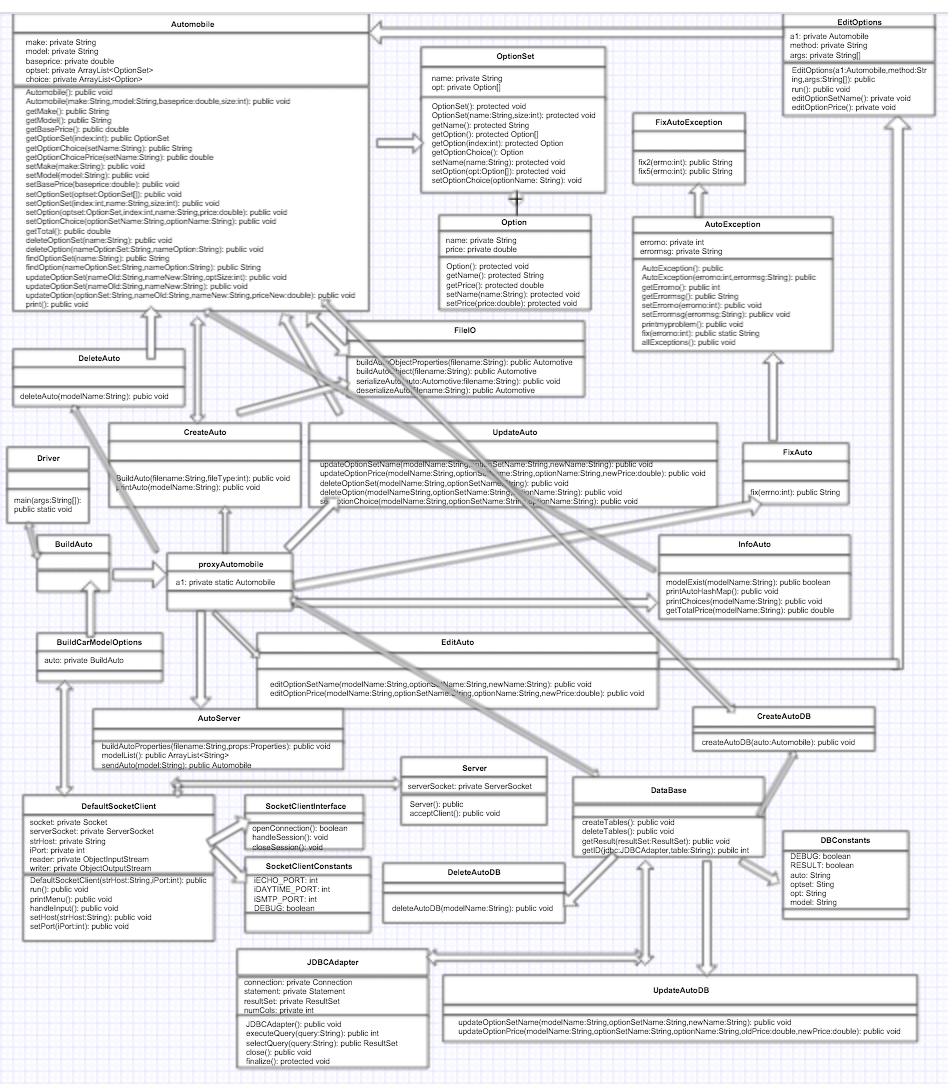 Automobile
make: private String
model: private String
baseprice: private double
optset: private ArrayList<OptionSet>
choice: private ArrayList<Option>
Automobile(): public void
Automobile(make:String,model:String,baseprice:double,size:int): public void
getMake(): public String
getModel(): public String
getBasePrice(): public double
getOptionSet(index:int): public OptionSet
getOptionChoice(setName): public String
getOptionChoicePrice(setName): public double
setMake(make:String): public void
setModel(model:String): public void
setBasePrice(baseprice:double): public void
setOptionSet(optset:OptionSet[]): public void
setOptionSet(index:int,name:String,size:int): public void
setOption(optset:OptionSet,index:int,name:String,price:double): public void
setOptionChoice(optionSetName:String,optionName:String): public void
getTotal(): public double
deleteOptionSet(name:String): public void
deleteOption(nameOptionSet:String,nameOption:String): public void
findOptionSet(name:String): public String
findOption(nameOptionSet:String,nameOption:String): public String
updateOptionSet(nameOld:String,nameNew:String,optSize:int): public void
updateOptionSet(nameOld:String,nameNew:String): public void
updateOption(optionSet:String,nameOld:String,nameNew:String,priceNew:double): public void
print(): public void
EditOptions
a1: private Automobile
method: private String
args: private String[]
EditOptions(a1:Automobile,method:Str
ing,args:String[]): public
run(): public void
editOptionSetName(): private void
editOptionPrice(): private void
OptionSet
name: private String
opt: private Option[]
OptionSet(): protected void
OptionSet(name:String,size:int): protected void
getName(): protected String
getOption(): protected Option[]
getOption(index:int): protected Option
getOptionChoice(): Option
setName(name:String): protected void
setOption(opt:Option[]): protected void
setOptionChoice(optionName: String): void
FixAutoException
fix2(errno:int): public String
fix5(errno:int): public String
Option
name: private String
price: private double
Option(): protected void
getName(): protected String
getPrice(): protected double
setName(name:String): protected void
setPrice(price:double): protected void
AutoException
errorno: private int
errormsg: private String
AutoException(): public
AutoException(errorno:int,errormsg:String): public
getErrorno(): public int
getErrormsg(): public String
setErrorno(errorno:int): public void
setErrormsg(errormsg:String): publicv void
printmyproblem(): public void
fix(errno:int): public static String
allExceptions(): public void
FileIO
buildAutoObjectProperties(filename:String): public Automotive
buildAutoObject(filename:String): public Automotive
serializeAuto(auto:Automotive:filename:String): public void
deserializeAuto(filename:String): public Automotive
DeleteAuto
deleteAuto(modelName:String): pubic void
CreateAuto
BuildAuto(filename:String,fileType:int): public void
printAuto(modelName:String): public void
UpdateAuto
updateOptionSetName(modelName:String,optionSetName:String,newName:String): public void
updateOptionPrice(modelName:String,optionSetName:String,optionName:String,newPrice:double): public void
deleteOptionSet(modelName:String,optionSetName:String): public void
deleteOption(modelName:String,optionSetName:String,optionName:String): public void
setOptionChoice(modelName:String,optionSetName:String,optionName:String): public void
FixAuto
fix(errno:int): public String
Driver
main(args:String[]):
public static void
BuildAuto
proxyAutomobile
a1: private static Automobile
InfoAuto
modelExist(modelName:String): public boolean
printAutoHashMap(): public void
printChoices(modelName:String): public void
getTotalPrice(modelName:String): public double
BuildCarModelOptions
auto: private BuildAuto
EditAuto
editOptionSetName(modelName:String,optionSetName:String,newName:String): public void
editOptionPrice(modelName:String,optionSetName:String,optionName:String,newPrice:double): public void
AutoServer
buildAutoProperties(filename:String,props:Properties): public void
modelList(): public ArrayList<String>
sendAuto(model:String): public Automobile
CreateAutoDB
createAutoDB(auto:Automobile): public void
Server
serverSocket: private ServerSocket
Server(): public
acceptClient(): public void
DataBase
createTables(): public void
deleteTables(): public void
getResult(resultSet:ResultSet): public void
getID(jdbc:JDBCAdapter,table:String): public int
DefaultSocketClient
socket: private Socket
serverSocket: private ServerSocket
strHost: private String
iPort: private int
reader: private ObjectInputStream
writer: private ObjectOutputStream
DefaultSocketClient(strHost:String,iPort:int): public
run(): public void
printMenu(): public void
handleInput(): public void
setHost(strHost:String): public void
setPort(iPort:int): public void
SocketClientInterface
openConnection(): boolean
handleSession(): void
closeSession(): void
SocketClientConstants
iECHO_PORT: int
iDAYTIME_PORT: int
iSMTP_PORT: int
DEBUG: boolean
DBConstants
DEBUG: boolean
RESULT: boolean
auto: String
optset: String
opt: String
model: String
DeleteAutoDB
deleteAutoDB(modelName:String): public void
JDBCAdapter
connection: private Connection
statement: private Statement
resultSet: private ResultSet
numCols: private int
JDBCAdapter(): public void
executeQuery(query:String): public int
selectQuery(query:String): public ResultSet
close(): public void
finalize(): protected void
UpdateAutoDB
updateOptionSetName(modelName:String,optionSetName:String,newName:String): public void
updateOptionPrice(modelName:String,optionSetName:String,optionName:String,oldPrice:double,newPrice:double): public void